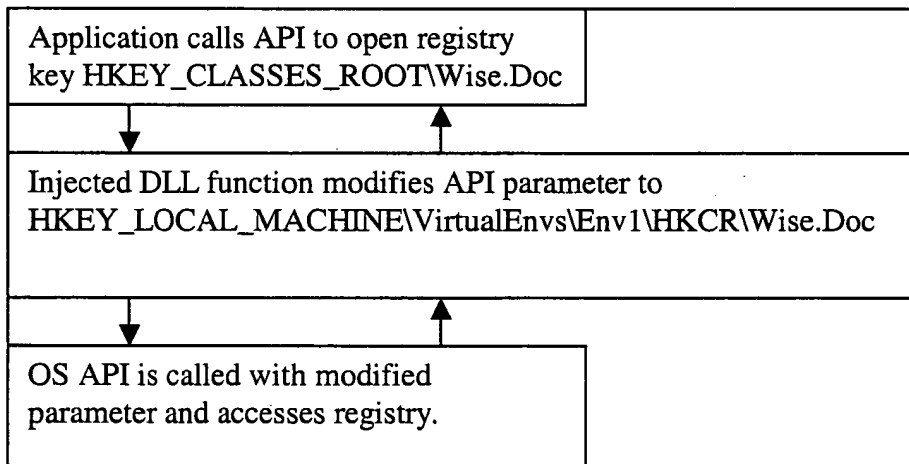 Application calls API to open registry
key HKEY_CLASSES_ROOT\Wise.Doc
Injected DLL function modifies API parameter to
HKEY_LOCAL_MACHINE\VirtualEnvs\Env1\HKCR\Wise.Doc
OS API is called with modified
parameter and accesses registry.